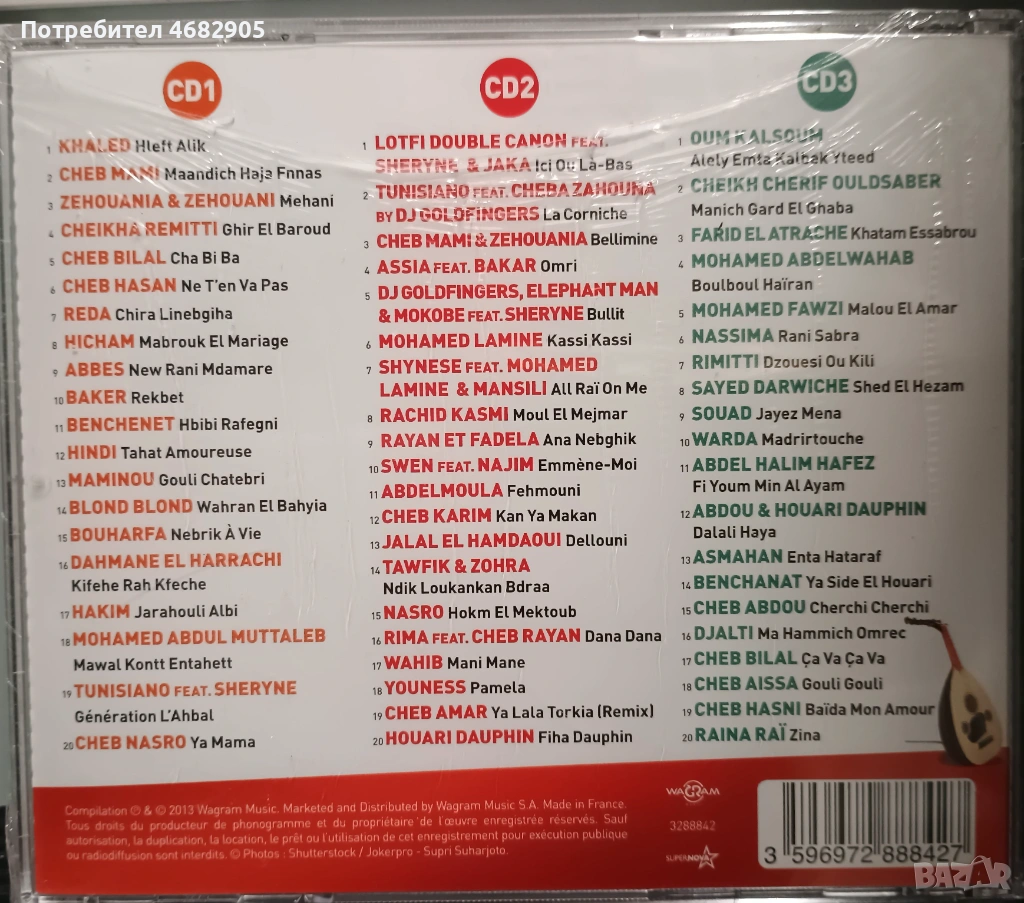 Потребител 4682905
CD1
1 KHALED Hleft Alik
2 CHEB MAMI Maandich Haja Fnnas
3 ZEHOUANIA & ZEHOUANI Mehani
4 CHEIKHA REMITTI Ghir El Baroud
5 CHEB BILAL Cha Bi Ba
6 CHEB HASAN Ne T'en Va Pas
7 REDA Chira Linebgiha
8 HICHAM Mabrouk El Mariage
9 ABBES New Rani Mdamare
10 BAKER Rekbet
11 BENCHENET Hbibi Rafegni
12 HINDI Tahat Amoureuse
13 MAMINOU Gouli Chatebri
14 BLOND BLOND Wahran El Bahyia
15 BOUHARFA Nebrik À Vie
16 DAHMANE EL HARRACHI
Kifehe Rah Kfeche
17 HAKIM Jarahouli Albi
18 MOHAMED ABDUL MUTTALEB
Mawal Kontt Entahett
19 TUNISIANO FEAT. SHERYNE
Génération L'Ahbal
20 CHEB NASRO Ya Mama
CD2
1 LOTFI DOUBLE CANON FEAT.
SHERYNE & JAKA Ici Ou Là-Bas
2 TUNISIANO FEAT. CHEBA ZAHOUNA
BY DJ GOLDFINGERS La Corniche
3 CHEB MAMI & ZEHOUANIA Bellimine
4 ASSIA FEAT. BAKAR Omri
5 DJ GOLDFINGERS, ELEPHANT MAN
& MOKOBE FEAT. SHERYNE Bullit
6 MOHAMED LAMINE Kassi Kassi
7 SHYNESE FEAT. MOHAMED
LAMINE & MANSILI All Raï On Me
8 RACHID KASMI Moul El Mejmar
9 RAYAN ET FADELA Ana Nebghik
10 SWEN FEAT. NAJIM Emmène-Moi
11 ABDELMOULA Fehmouni
12 CHEB KARIM Kan Ya Makan
13 JALAL EL HAMDAOUI Dellouni
14 TAWFIK & ZOHRA
Ndik Loukankan Bdraa
15 NASRO Hokm El Mektoub
16 RIMA FEAT. CHEB RAYAN Dana Dana
17 WAHIB Mani Mane
18 YOUNESS Pamela
19 CHEB AMAR Ya Lala Torkia (Remix)
20 HOUARI DAUPHIN Fiha Dauphin
CD3
1 OUM KALSOUM
Alely Emta Kalbak Yteed
2 CHEIKH CHERIF OULDSABER
Manich Gard El Ghaba
3 FARID EL ATRACHE Khatam Essabrou
4 MOHAMED ABDELWAHAB
Boulboul Haïran
5 MOHAMED FAWZI Malou El Amar
6 NASSIMA Rani Sabra
7 RIMITTI Dzouesi Ou Kili
8 SAYED DARWICHE Shed El Hezam
9 SOUAD Jayez Mena
10 WARDA Madrirtouche
11 ABDEL HALIM HAFEZ
Fi Youm Min Al Ayam
12 ABDOU & HOUARI DAUPHIN
Dalali Haya
13 ASMAHAN Enta Hataraf
14 BENCHANAT Ya Side El Houari
15 CHEB ABDOU Cherchi Cherchi
16 DJALTI Ma Hammich Omrec
17 CHEB BILAL Ça Va Ça Va
18 CHEB AISSA Gouli Gouli
19 CHEB HASNI Baïda Mon Amour
20 RAINA RAÏ Zina
Compilation ℗ & © 2013 Wagram Music. Marketed and Distributed by Wagram Music S.A. Made in France.
Tous droits du producteur de phonogramme et du propriétaire de l'œuvre enregistrée réservés. Sauf
autorisation, la duplication, la location, le prêt ou l'utilisation de cet enregistrement pour exécution publique
ou radiodiffusion sont interdits. © Photos : Shutterstock / Jokerpro - Supri Suharjoto.
WAGRAM
3288842
SUPERNOVA
3 596972 888427
BAZAR